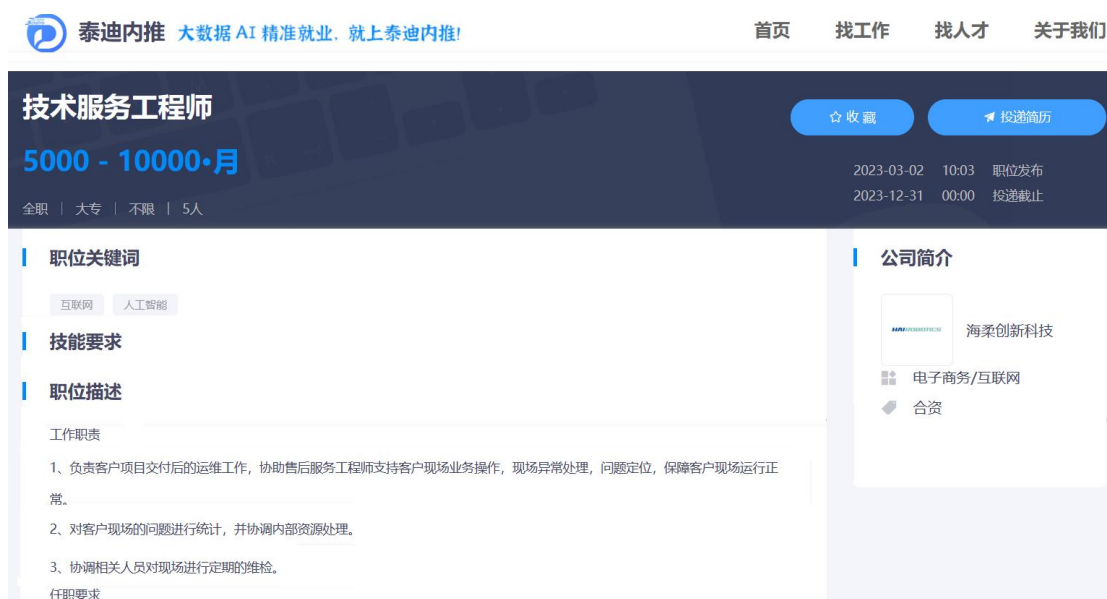 泰迪内推 大数据 AI 精准就业, 就上泰迪内推!
首页 找工作 找人才 关于我们
技术服务工程师
5000 - 10000•月
全职 | 大专 | 不限 | 5人
收藏 投递简历
2023-03-02 10:03 职位发布
2023-12-31 00:00 投递截止
职位关键词
互联网 人工智能
技能要求
职位描述
工作职责
1、负责客户项目交付后的运维工作，协助售后服务工程师支持客户现场业务操作，现场异常处理，问题定位，保障客户现场运行正
常。
2、对客户现场的问题进行统计，并协调内部资源处理。
3、协调相关人员对现场进行定期的维检。
任职要求
公司简介
HAI ROBOTICS
海柔创新科技
电子商务/互联网
合资